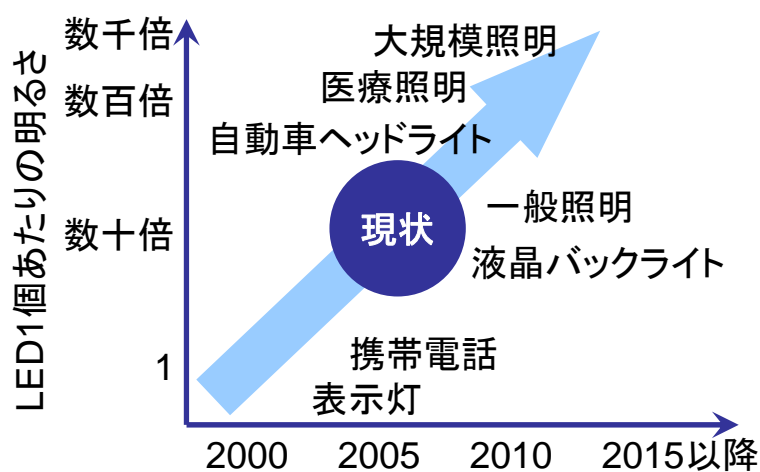 LED1個あたりの明るさ
数千倍
数百倍
数十倍
1
大規模照明
医療照明
自動車ヘッドライト
現状
一般照明
液晶バックライト
携帯電話
表示灯
2000 2005 2010 2015以降